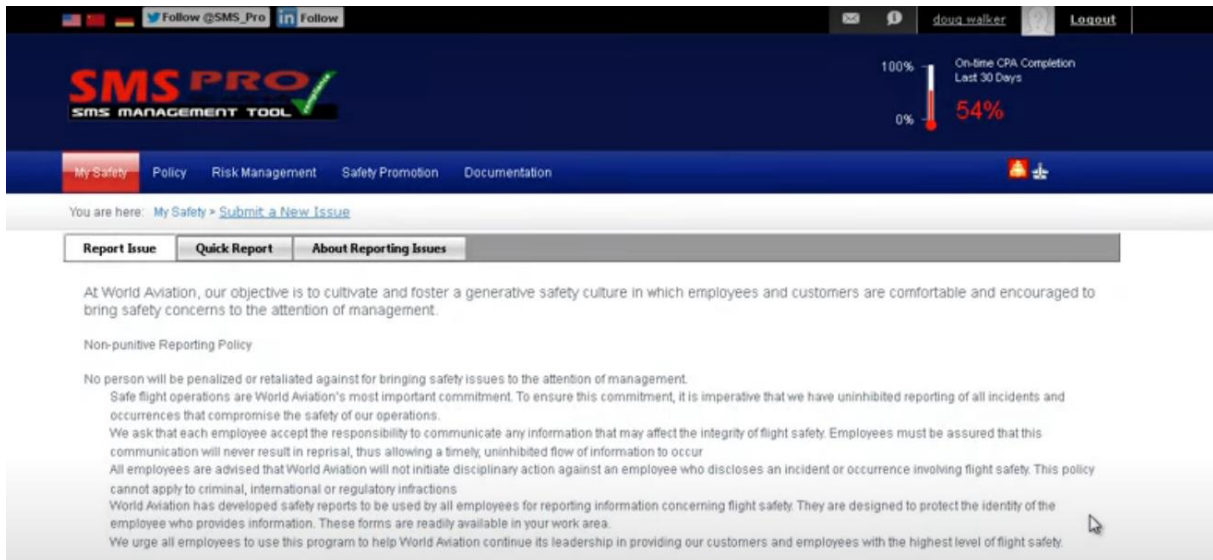 Follow @SMS_Pro
in Follow
doug walker
Logout
SMS PRO
SMS MANAGEMENT TOOL
100%
0%
On-time CPA Completion
Last 30 Days
54%
My Safety Policy Risk Management Safety Promotion Documentation
You are here: My Safety > Submit a New Issue
Report Issue Quick Report About Reporting Issues
At World Aviation, our objective is to cultivate and foster a generative safety culture in which employees and customers are comfortable and encouraged to
bring safety concerns to the attention of management.
Non-punitive Reporting Policy
No person will be penalized or retaliated against for bringing safety issues to the attention of management.
Safe flight operations are World Aviation's most important commitment. To ensure this commitment, it is imperative that we have uninhibited reporting of all incidents and
occurrences that compromise the safety of our operations.
We ask that each employee accept the responsibility to communicate any information that may affect the integrity of flight safety. Employees must be assured that this
communication will never result in reprisal, thus allowing a timely, uninhibited flow of information to occur
All employees are advised that World Aviation will not initiate disciplinary action against an employee who discloses an incident or occurrence involving flight safety. This policy
cannot apply to criminal, international or regulatory infractions
World Aviation has developed safety reports to be used by all employees for reporting information concerning flight safety. They are designed to protect the identity of the
employee who provides information. These forms are readily available in your work area.
We urge all employees to use this program to help World Aviation continue its leadership in providing our customers and employees with the highest level of flight safety.